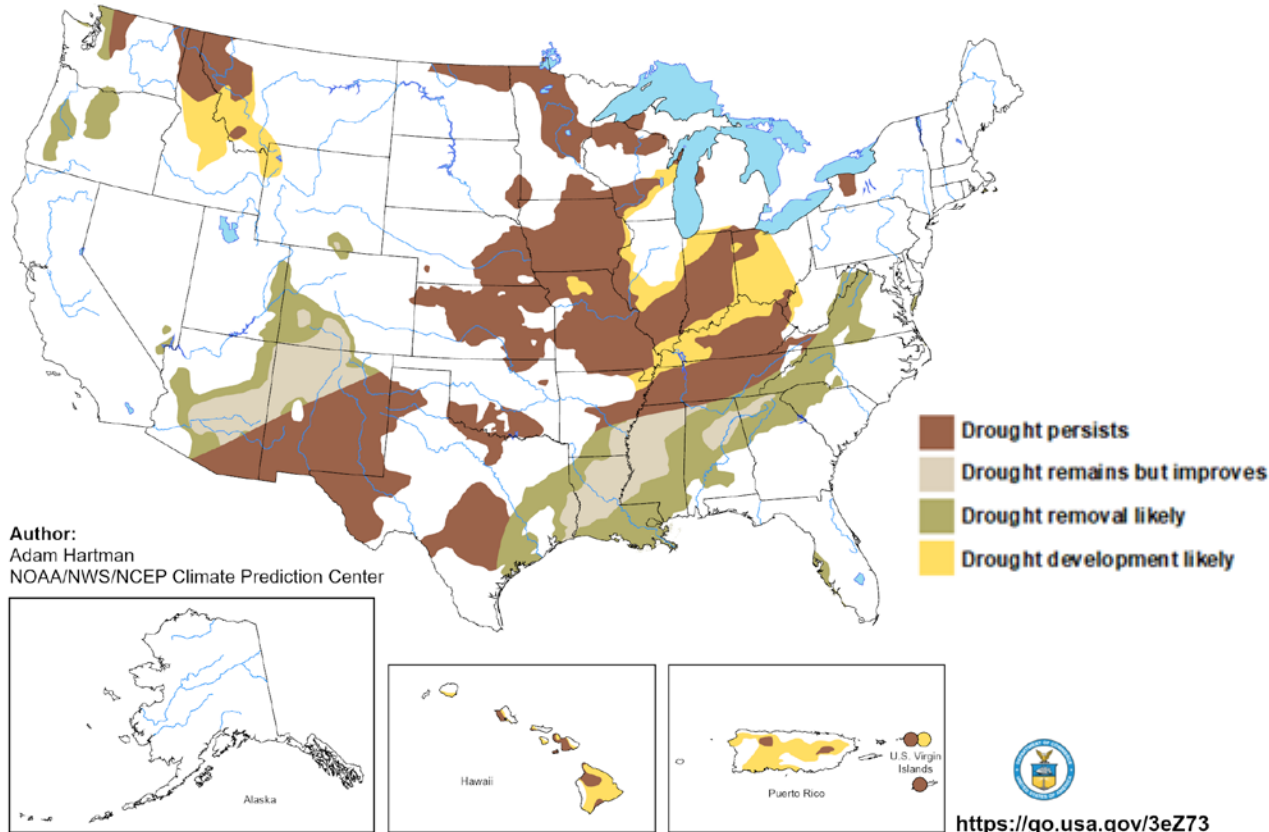 Drought persists
Drought remains but improves
Drought removal likely
Drought development likely
Author:
Adam Hartman
NOAA/NWS/NCEP Climate Prediction Center
Alaska
Hawaii
Puerto Rico
U.S. Virgin
Islands
https://go.usa.gov/3eZ73